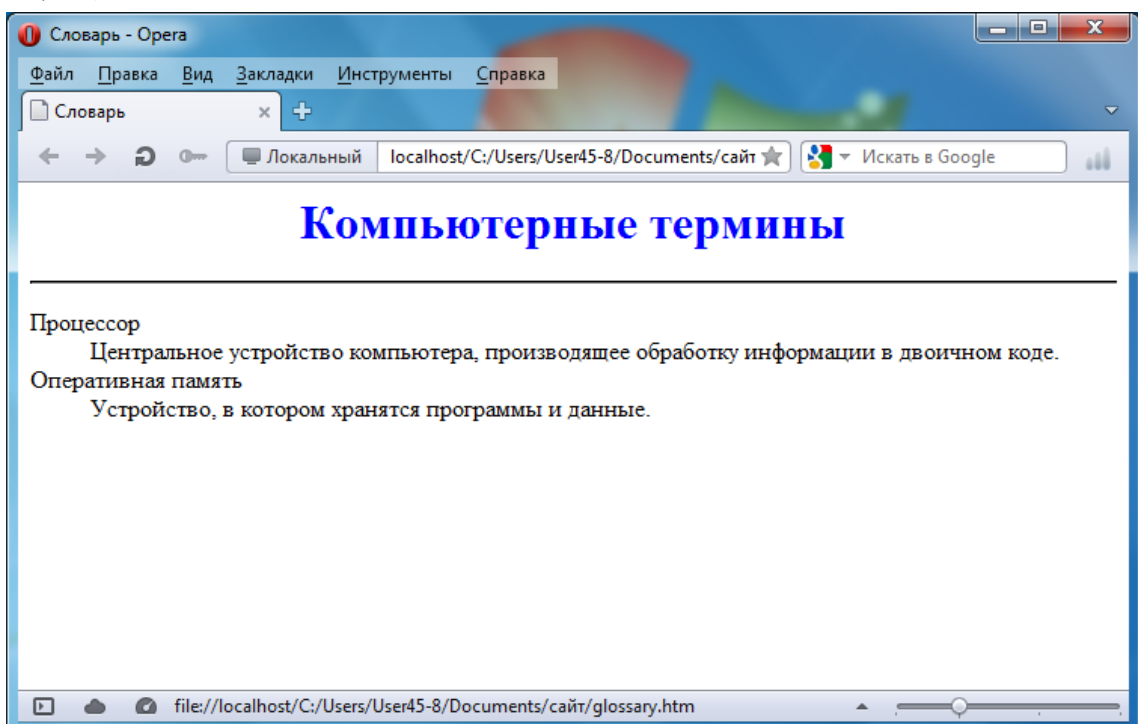 Словарь - Opera
Файл Правка Вид Закладки Инструменты Справка
Словарь
Локальный localhost/C:/Users/User45-8/Documents/сайт Искать в Google
Компьютерные термины
Процессор
Центральное устройство компьютера, производящее обработку информации в двоичном коде.
Оперативная память
Устройство, в котором хранятся программы и данные.
file://localhost/C:/Users/User45-8/Documents/сайт/glossary.htm